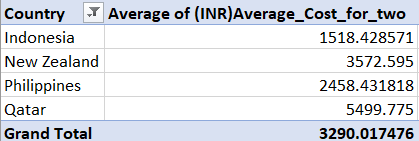 Country Average of (INR)Average_Cost_for_two
Indonesia 1518.428571
New Zealand 3572.595
Philippines 2458.431818
Qatar 5499.775
Grand Total 3290.017476